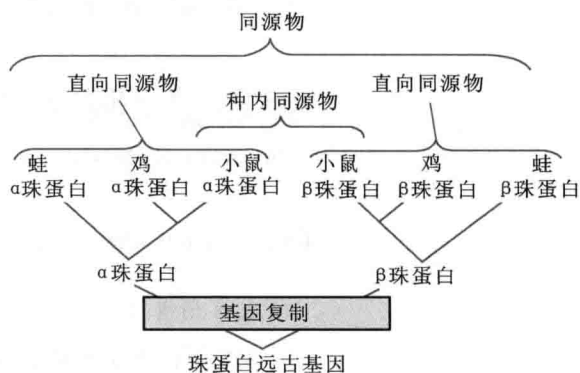 同源物
直向同源物
种内同源物
直向同源物
蛙 鸡 小鼠 小鼠 鸡 蛙
α珠蛋白 α珠蛋白 α珠蛋白 β珠蛋白 β珠蛋白 β珠蛋白
α珠蛋白 β珠蛋白
基因复制
珠蛋白远古基因